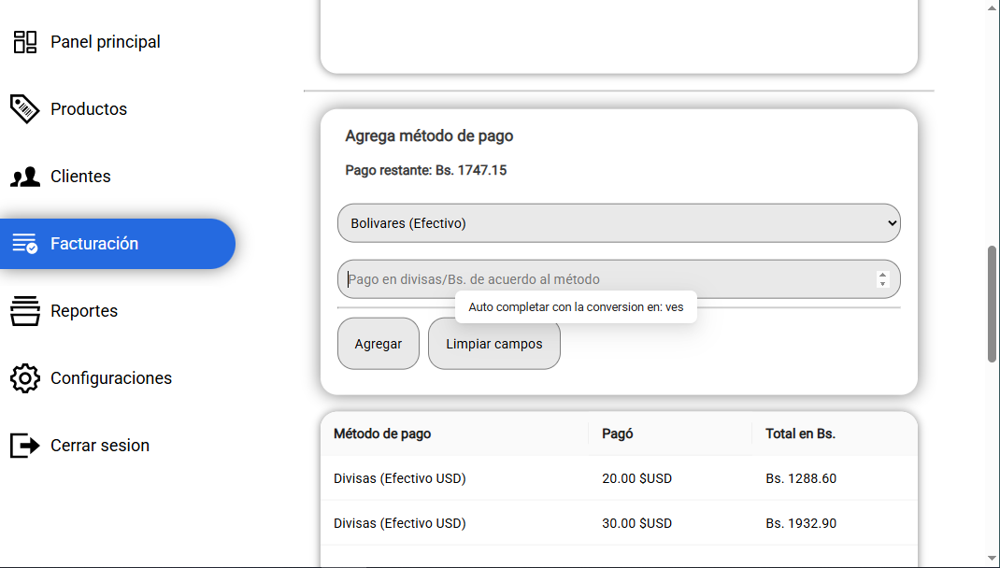 Panel principal
Productos
Clientes
Facturación
Reportes
Configuraciones
Cerrar sesion
Agrega método de pago
Pago restante: Bs. 1747.15
Bolivares (Efectivo)
Pago en divisas/Bs. de acuerdo al método
Auto completar con la conversion en: ves
Agregar Limpiar campos
Método de pago Pagó Total en Bs.
Divisas (Efectivo USD) 20.00 $USD Bs. 1288.60
Divisas (Efectivo USD) 30.00 $USD Bs. 1932.90